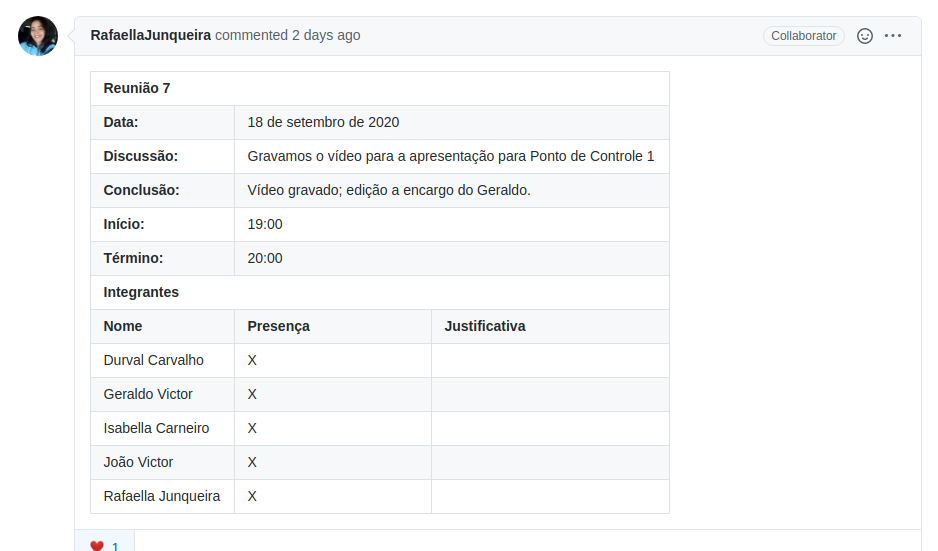 RafaellaJunqueira commented 2 days ago Collaborator
Reunião 7
Data: 18 de setembro de 2020
Discussão: Gravamos o vídeo para a apresentação para Ponto de Controle 1
Conclusão: Vídeo gravado; edição a encargo do Geraldo.
Início: 19:00
Término: 20:00
Integrantes
Nome Presença Justificativa
Durval Carvalho X
Geraldo Victor X
Isabella Carneiro X
João Victor X
Rafaella Junqueira X
1